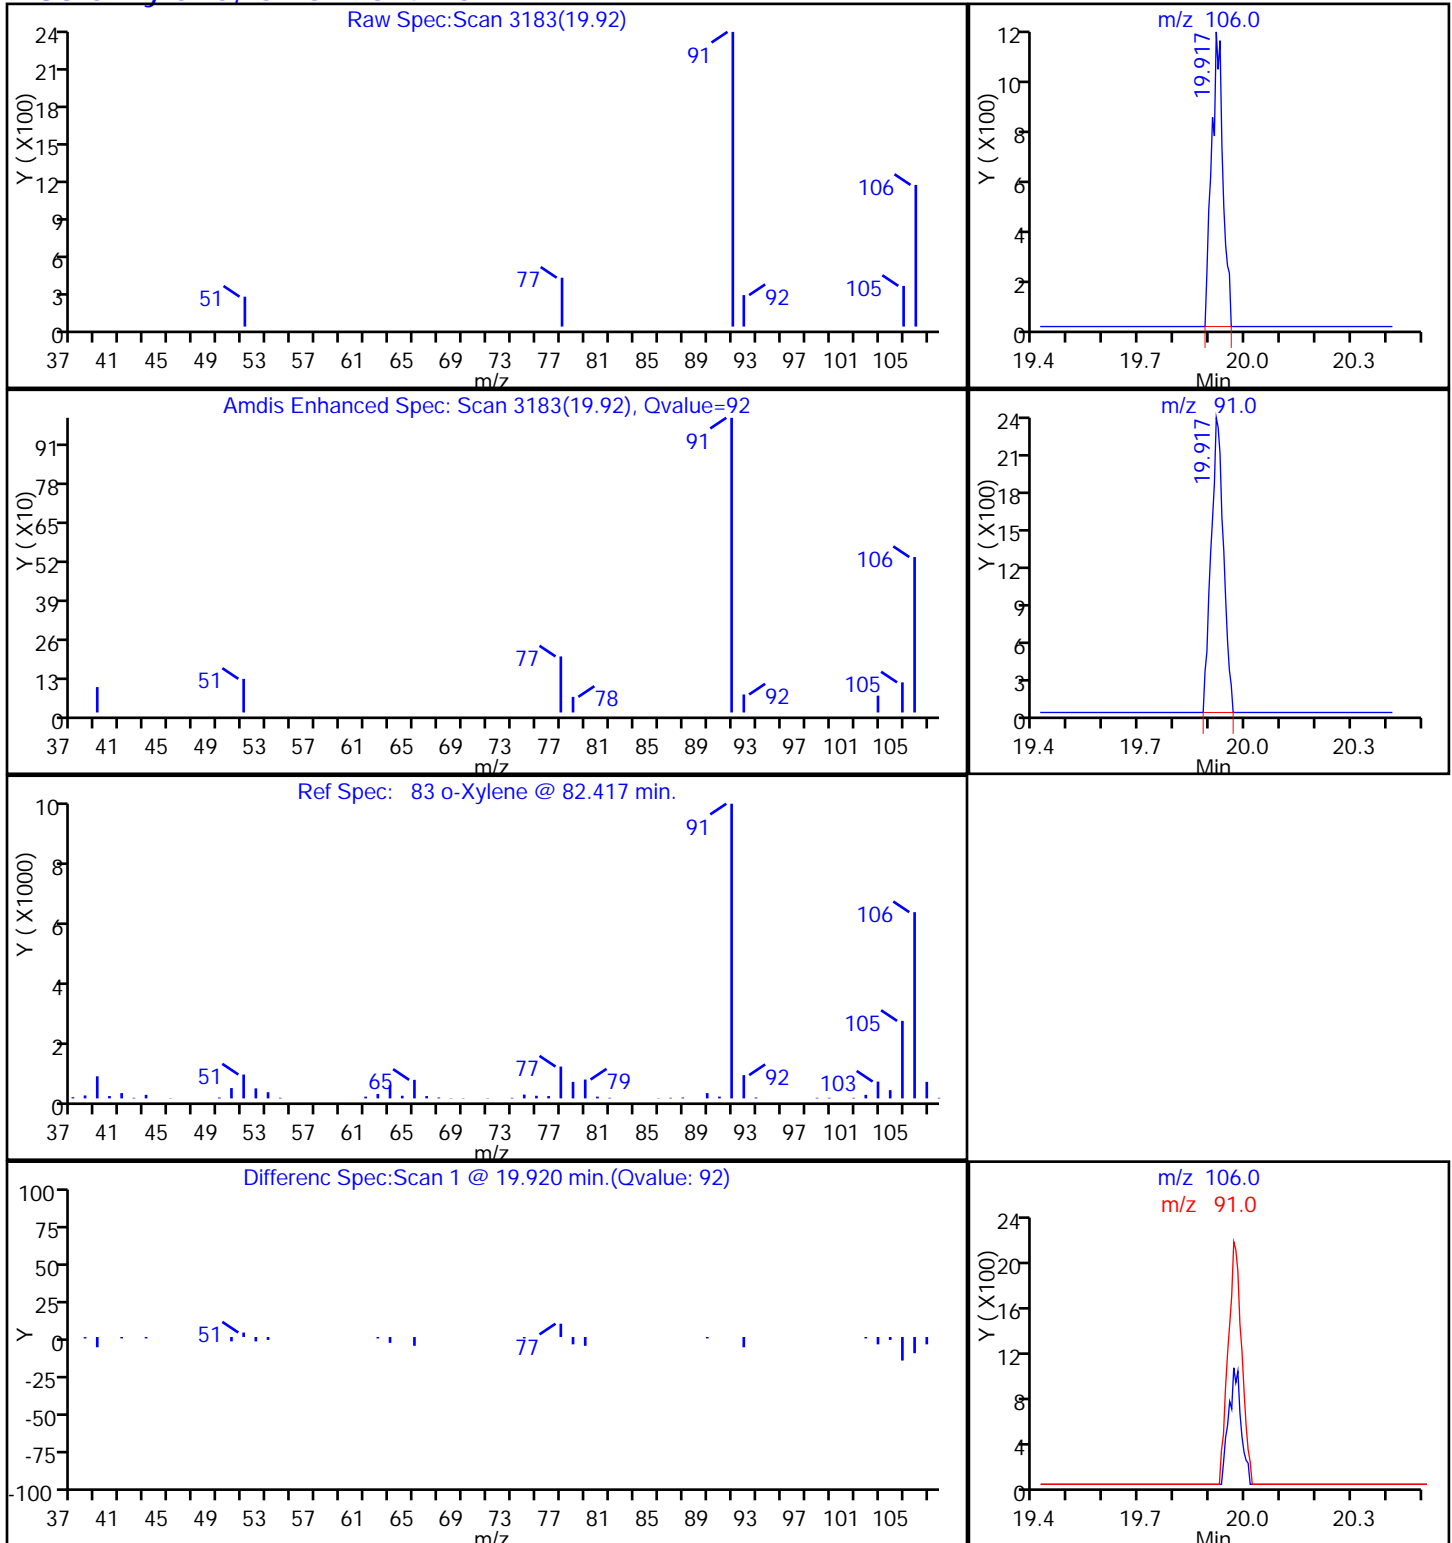 Raw Spec:Scan 3183(19.92)
24
21
18
15
12
9
6
3
0
Y ( X100)
91
106
77
51
92
105
37 41 45 49 53 57 61 65 69 73 77 81 85 89 93 97 101 105
m/z
m/z 106.0
12
10
8
6
4
2
0
Y ( X100)
19.917
19.4 19.7 20.0 20.3
Min
Amdis Enhanced Spec: Scan 3183(19.92), Qvalue=92
91
78
65
52
39
26
13
0
Y ( X10)
91
106
77
51
78
92
105
37 41 45 49 53 57 61 65 69 73 77 81 85 89 93 97 101 105
m/z
m/z 91.0
24
21
18
15
12
9
6
3
0
Y ( X100)
19.917
19.4 19.7 20.0 20.3
Min
Ref Spec: 83 o-Xylene @ 82.417 min.
10
8
6
4
2
0
Y ( X1000)
91
106
105
51
65
77
79
92
103
37 41 45 49 53 57 61 65 69 73 77 81 85 89 93 97 101 105
m/z
Differenc Spec:Scan 1 @ 19.920 min.(Qvalue: 92)
100
75
50
25
0
-25
-50
-75
-100
Y
51
77
37 41 45 49 53 57 61 65 69 73 77 81 85 89 93 97 101 105
m/z
m/z 106.0
m/z 91.0
24
20
16
12
8
4
0
Y ( X100)
19.4 19.7 20.0 20.3
Min